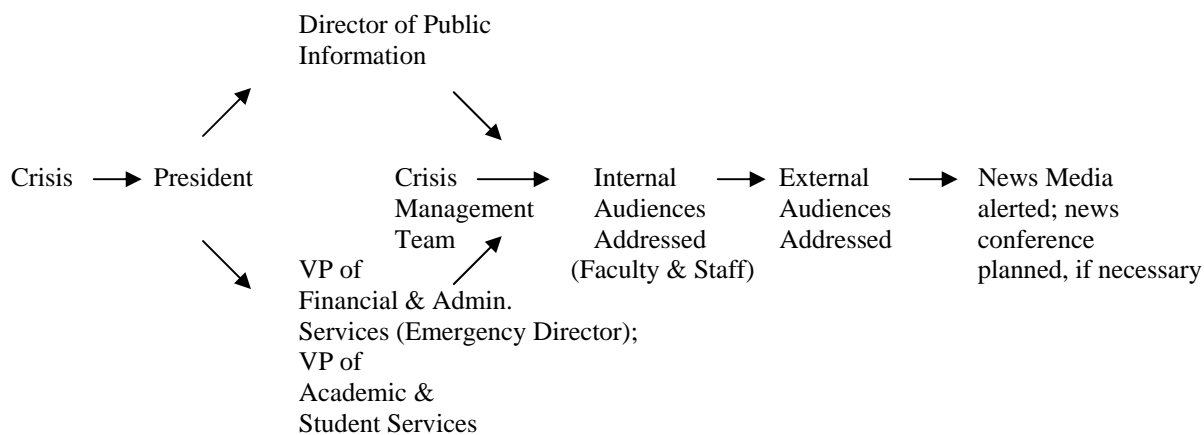 Director of Public
Information
Crisis
President
Crisis
Management
Team
Internal
Audiences
Addressed
(Faculty & Staff)
External
Audiences
Addressed
News Media
alerted; news
conference
planned, if necessary
VP of
Financial & Admin.
Services (Emergency Director);
VP of
Academic &
Student Services